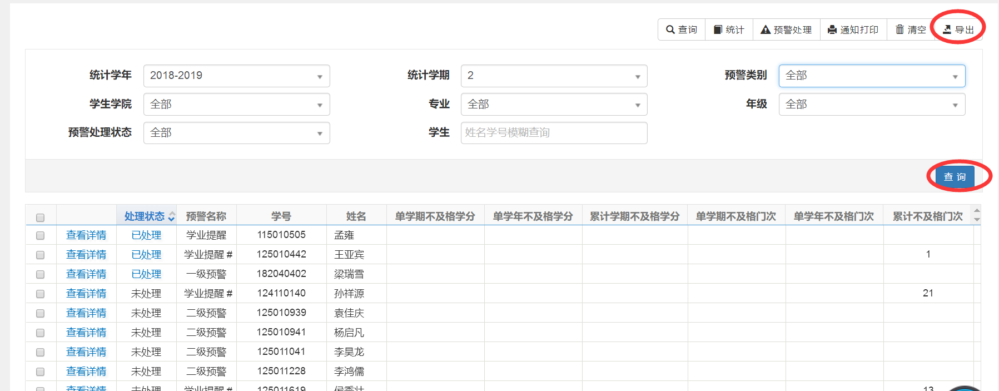 查询 统计 预警处理 通知打印 清空 导出
统计学年 2018-2019 统计学期 2 预警类别 全部
学生学院 全部 专业 全部 年级 全部
预警处理状态 全部 学生 姓名学号模糊查询
查 询
处理状态 预警名称 学号 姓名 单学期不及格学分 单学年不及格学分 累计学期不及格学分 单学期不及格门次 单学年不及格门次 累计不及格门次
查看详情 已处理 学业提醒 115010505 孟雍
查看详情 已处理 学业提醒 # 125010442 王亚宾 1
查看详情 已处理 一级预警 182040402 梁瑞雪
查看详情 未处理 学业提醒 # 124110140 孙祥源 21
查看详情 未处理 二级预警 125010939 袁佳庆
查看详情 未处理 二级预警 125010941 杨启凡
查看详情 未处理 二级预警 125011041 李昊龙
查看详情 未处理 二级预警 125011228 李鸿儒
查看详情 未处理 学业提醒 # 125011619 13